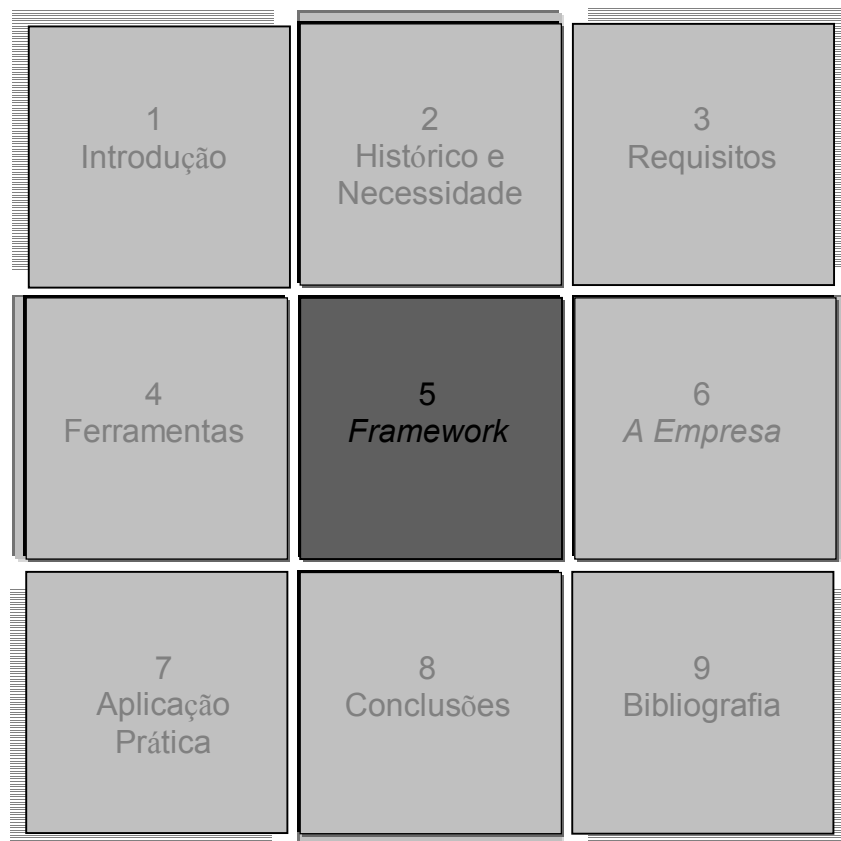 1
Introdução
2
Histórico e
Necessidade
3
Requisitos
4
Ferramentas
5
Framework
6
A Empresa
7
Aplicação
Prática
8
Conclusões
9
Bibliografia